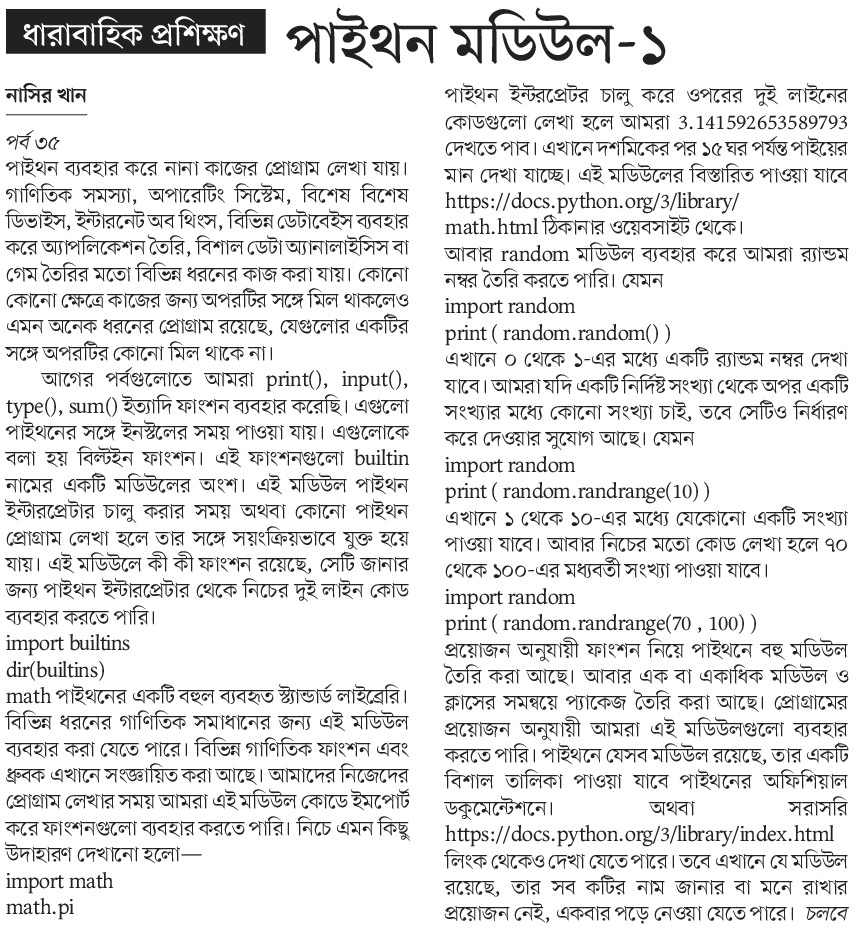 ধারাবাহিক প্রশিক্ষণ
পাইথন মডিউল-১
নাসির খান
পর্ব ৩৫
পাইথন ব্যবহার করে নানা কাজের প্রোগ্রাম লেখা যায়।
গাণিতিক সমস্যা, অপারেটিং সিস্টেম, বিশেষ বিশেষ
ডিভাইস, ইন্টারনেট অব থিংস, বিভিন্ন ডেটাবেইস ব্যবহার
করে অ্যাপলিকেশন তৈরি, বিশাল ডেটা অ্যানালাইসিস বা
গেম তৈরির মতো বিভিন্ন ধরনের কাজ করা যায়। কোনো
কোনো ক্ষেত্রে কাজের জন্য অপরটির সঙ্গে মিল থাকলেও
এমন অনেক ধরনের প্রোগ্রাম রয়েছে, যেগুলোর একটির
সঙ্গে অপরটির কোনো মিল থাকে না।
আগের পর্বগুলোতে আমরা print(), input(),
type(), sum() ইত্যাদি ফাংশন ব্যবহার করেছি। এগুলো
পাইথনের সঙ্গে ইনস্টলের সময় পাওয়া যায়। এগুলোকে
বলা হয় বিল্টইন ফাংশন। এই ফাংশনগুলো builtin
নামের একটি মডিউলের অংশ। এই মডিউল পাইথন
ইন্টারপ্রেটার চালু করার সময় অথবা কোনো পাইথন
প্রোগ্রাম লেখা হলে তার সঙ্গে সয়ংক্রিয়ভাবে যুক্ত হয়ে
যায়। এই মডিউলে কী কী ফাংশন রয়েছে, সেটি জানার
জন্য পাইথন ইন্টারপ্রেটার থেকে নিচের দুই লাইন কোড
ব্যবহার করতে পারি।
import builtins
dir(builtins)
math পাইথনের একটি বহুল ব্যবহৃত স্ট্যান্ডার্ড লাইব্রেরি।
বিভিন্ন ধরনের গাণিতিক সমাধানের জন্য এই মডিউল
ব্যবহার করা যেতে পারে। বিভিন্ন গাণিতিক ফাংশন এবং
ধ্রুবক এখানে সংজ্ঞায়িত করা আছে। আমাদের নিজেদের
প্রোগ্রাম লেখার সময় আমরা এই মডিউল কোডে ইমপোর্ট
করে ফাংশনগুলো ব্যবহার করতে পারি। নিচে এমন কিছু
উদাহারণ দেখানো হলো—
import math
math.pi
পাইথন ইন্টরপ্রেটর চালু করে ওপরের দুই লাইনের
কোডগুলো লেখা হলে আমরা 3.141592653589793
দেখতে পাব। এখানে দশমিকের পর ১৫ ঘর পর্যন্ত পাইয়ের
মান দেখা যাচ্ছে। এই মডিউলের বিস্তারিত পাওয়া যাবে
https://docs.python.org/3/library/
math.html ঠিকানার ওয়েবসাইট থেকে।
আবার random মডিউল ব্যবহার করে আমরা র‍্যান্ডম
নম্বর তৈরি করতে পারি। যেমন
import random
print ( random.random() )
এখানে ০ থেকে ১-এর মধ্যে একটি র‍্যান্ডম নম্বর দেখা
যাবে। আমরা যদি একটি নির্দিষ্ট সংখ্যা থেকে অপর একটি
সংখ্যার মধ্যে কোনো সংখ্যা চাই, তবে সেটিও নির্ধারণ
করে দেওয়ার সুযোগ আছে। যেমন
import random
print ( random.randrange(10) )
এখানে ১ থেকে ১০-এর মধ্যে যেকোনো একটি সংখ্যা
পাওয়া যাবে। আবার নিচের মতো কোড লেখা হলে ৭০
থেকে ১০০-এর মধ্যবর্তী সংখ্যা পাওয়া যাবে।
import random
print ( random.randrange(70 , 100) )
প্রয়োজন অনুযায়ী ফাংশন নিয়ে পাইথনে বহু মডিউল
তৈরি করা আছে। আবার এক বা একাধিক মডিউল ও
ক্লাসের সমন্বয়ে প্যাকেজ তৈরি করা আছে। প্রোগ্রামের
প্রয়োজন অনুযায়ী আমরা এই মডিউলগুলো ব্যবহার
করতে পারি। পাইথনে যেসব মডিউল রয়েছে, তার একটি
বিশাল তালিকা পাওয়া যাবে পাইথনের অফিশিয়াল
ডকুমেন্টেশনে। অথবা সরাসরি
https://docs.python.org/3/library/index.html
লিংক থেকেও দেখা যেতে পারে। তবে এখানে যে মডিউল
রয়েছে, তার সব কটির নাম জানার বা মনে রাখার
প্রয়োজন নেই, একবার পড়ে নেওয়া যেতে পারে। চলবে